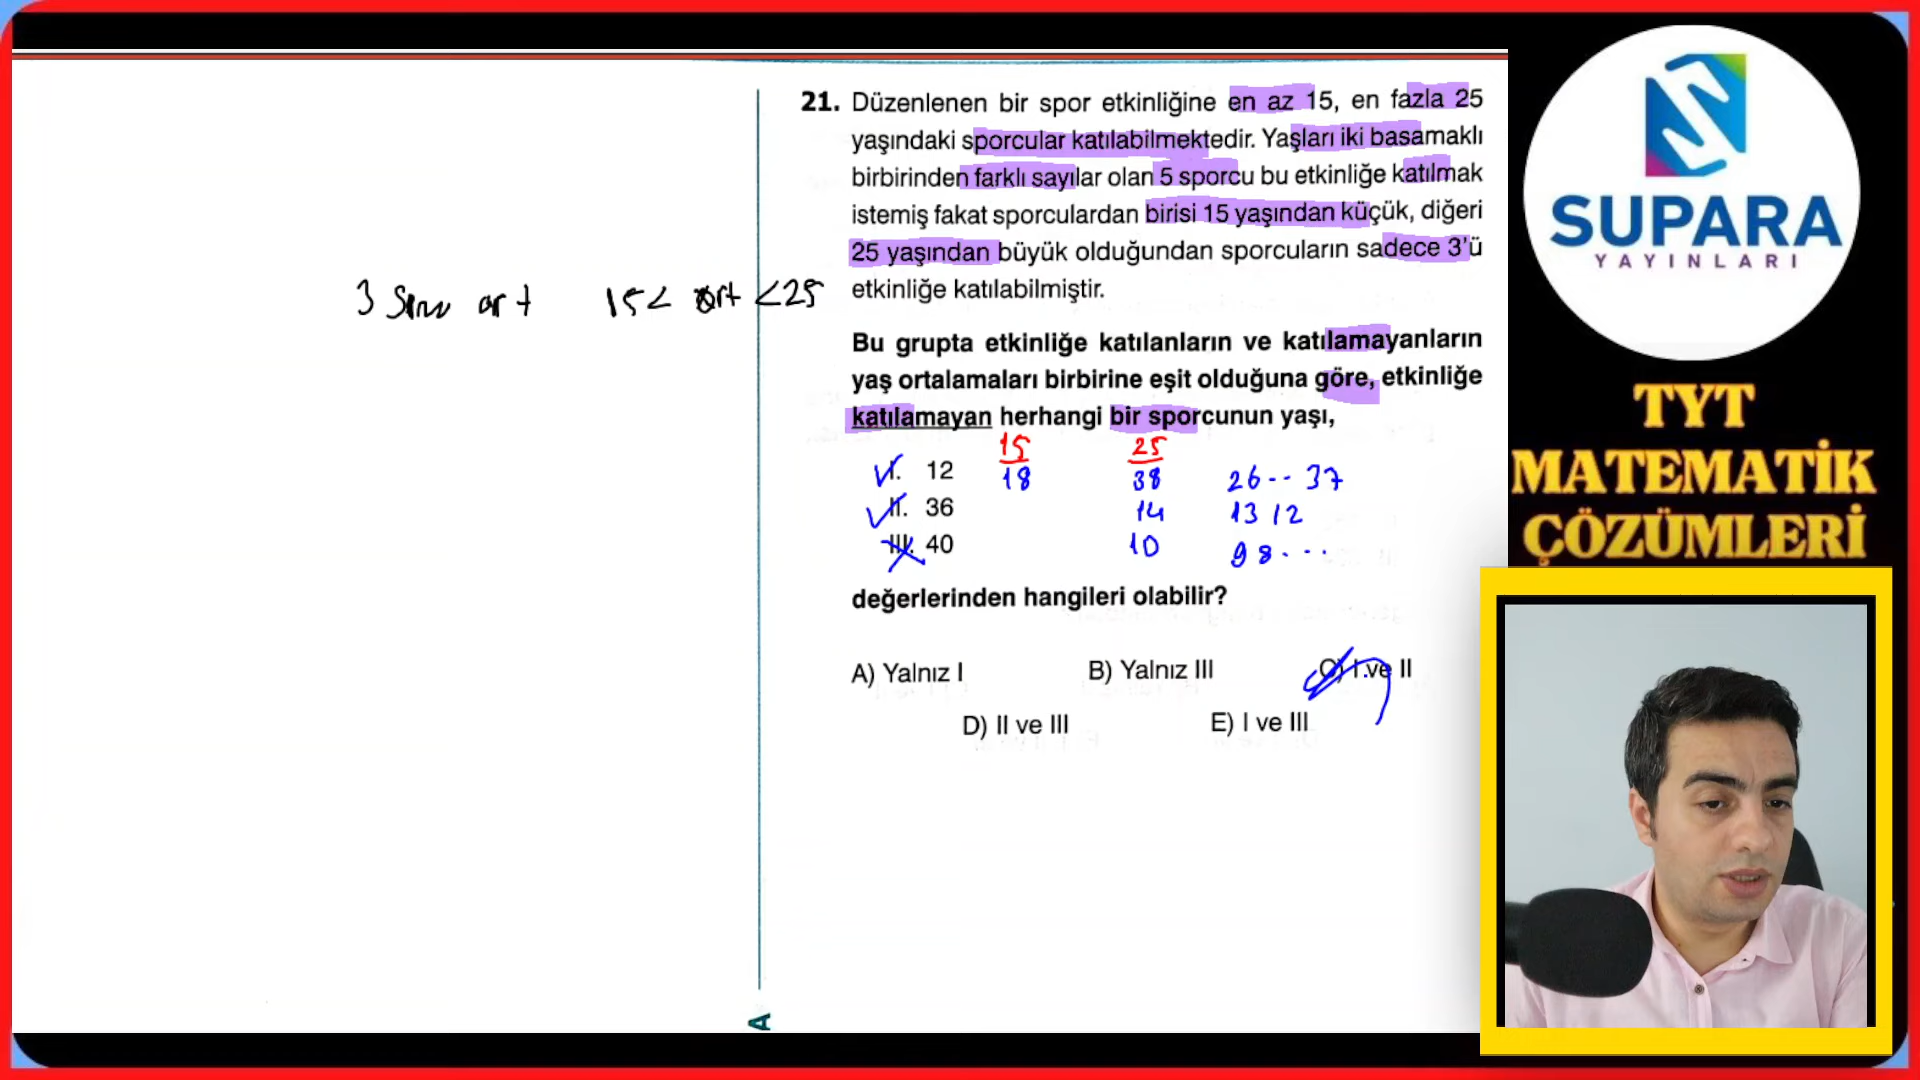 21. Düzenlenen bir spor etkinliğine en az 15, en fazla 25
yaşındaki sporcular katılabilmektedir. Yaşları iki basamaklı
birbirinden farklı sayılar olan 5 sporcu bu etkinliğe katılmak
istemiş fakat sporculardan birisi 15 yaşından küçük, diğeri
25 yaşından büyük olduğundan sporcuların sadece 3'ü
etkinliğe katılabilmiştir.
3 ort 15 < ort < 25
Bu grupta etkinliğe katılanların ve katılamayanların
yaş ortalamaları birbirine eşit olduğuna göre, etkinliğe
katılamayan herhangi bir sporcunun yaşı,
15 25
I. 12 18 38 26-- 37
II. 36 14 13 12
III. 40 10 9 8 ....
değerlerinden hangileri olabilir?
A) Yalnız I B) Yalnız III C) I ve II
D) II ve III E) I ve III
A
SUPARA
YAYINLARI
TYT
MATEMATİK
ÇÖZÜMLERİ